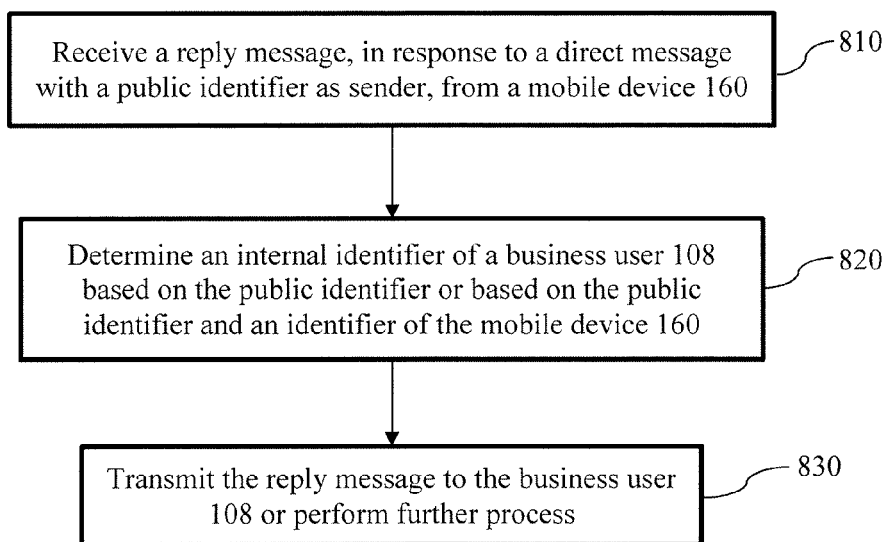 Receive a reply message, in response to a direct message
with a public identifier as sender, from a mobile device 160
810
Determine an internal identifier of a business user 108
based on the public identifier or based on the public
identifier and an identifier of the mobile device 160
820
Transmit the reply message to the business user
108 or perform further process
830